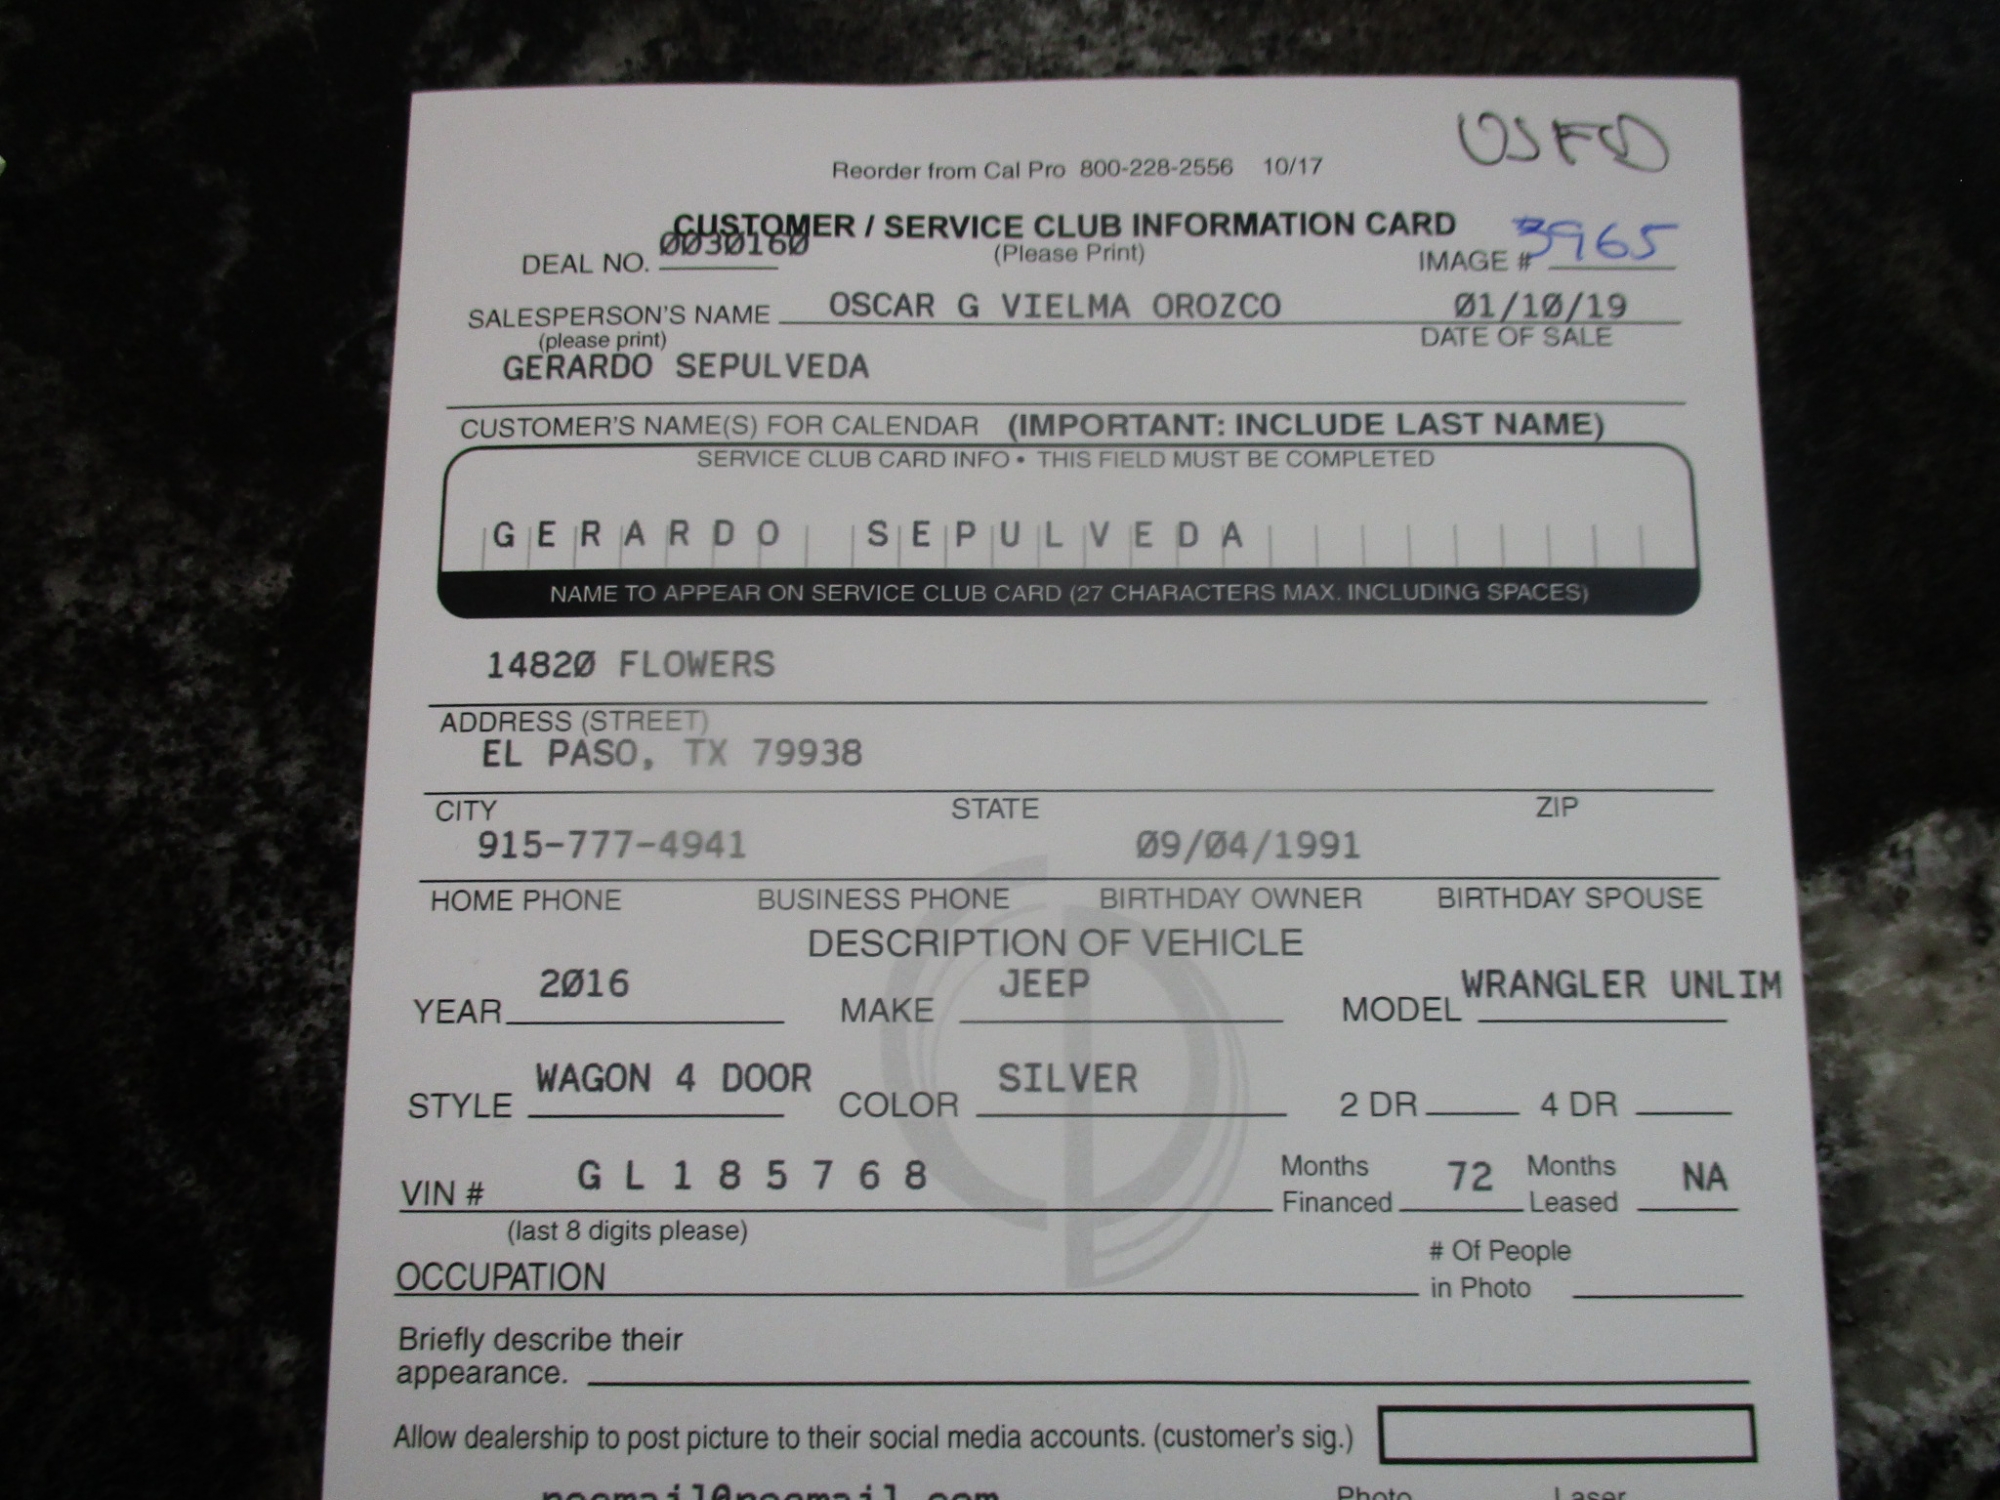 USED
Reorder from Cal Pro 800-228-2556 10/17
CUSTOMER / SERVICE CLUB INFORMATION CARD
(Please Print)
DEAL NO. 0030160
IMAGE # 3965
SALESPERSON'S NAME OSCAR G VIELMA OROZCO 01/10/19
(please print) DATE OF SALE
GERARDO SEPULVEDA
CUSTOMER'S NAME(S) FOR CALENDAR (IMPORTANT: INCLUDE LAST NAME)
SERVICE CLUB CARD INFO • THIS FIELD MUST BE COMPLETED
GERARDO SEPULVEDA
NAME TO APPEAR ON SERVICE CLUB CARD (27 CHARACTERS MAX. INCLUDING SPACES)
14820 FLOWERS
ADDRESS (STREET)
EL PASO, TX 79938
CITY STATE ZIP
915-777-4941 09/04/1991
HOME PHONE BUSINESS PHONE BIRTHDAY OWNER BIRTHDAY SPOUSE
DESCRIPTION OF VEHICLE
YEAR 2016 MAKE JEEP MODEL WRANGLER UNLIM
STYLE WAGON 4 DOOR COLOR SILVER 2 DR 4 DR
VIN # GL185768 Months Financed 72 Months Leased NA
(last 8 digits please)
OCCUPATION # Of People in Photo
Briefly describe their
appearance.
Allow dealership to post picture to their social media accounts. (customer's sig.)
Photo Laser